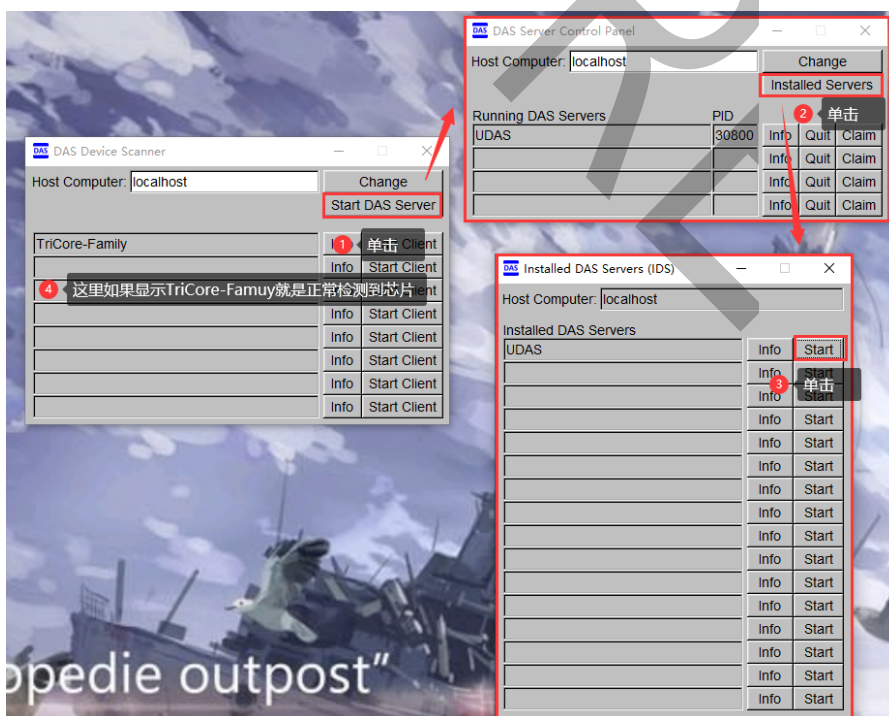 DAS Device Scanner
Host Computer: localhost
Change
Start DAS Server
TriCore-Family
1 单击
Client
Info Start Client
4 这里如果显示TriCore-Famuy就是正常检测到芯片
Info Start Client
Info Start Client
Info Start Client
Info Start Client
Info Start Client
DAS Server Control Panel
Host Computer: localhost
Change
Installed Servers
Running DAS Servers PID
2 单击
UDAS 30800 Info Quit Claim
Info Quit Claim
Info Quit Claim
Info Quit Claim
Installed DAS Servers (IDS)
Host Computer: localhost
Installed DAS Servers
UDAS Info Start
Info Start
3 单击
Info Start
Info Start
Info Start
Info Start
Info Start
Info Start
Info Start
Info Start
Info Start
Info Start
Info Start
Info Start
Info Start
Info Start
opedie outpost”